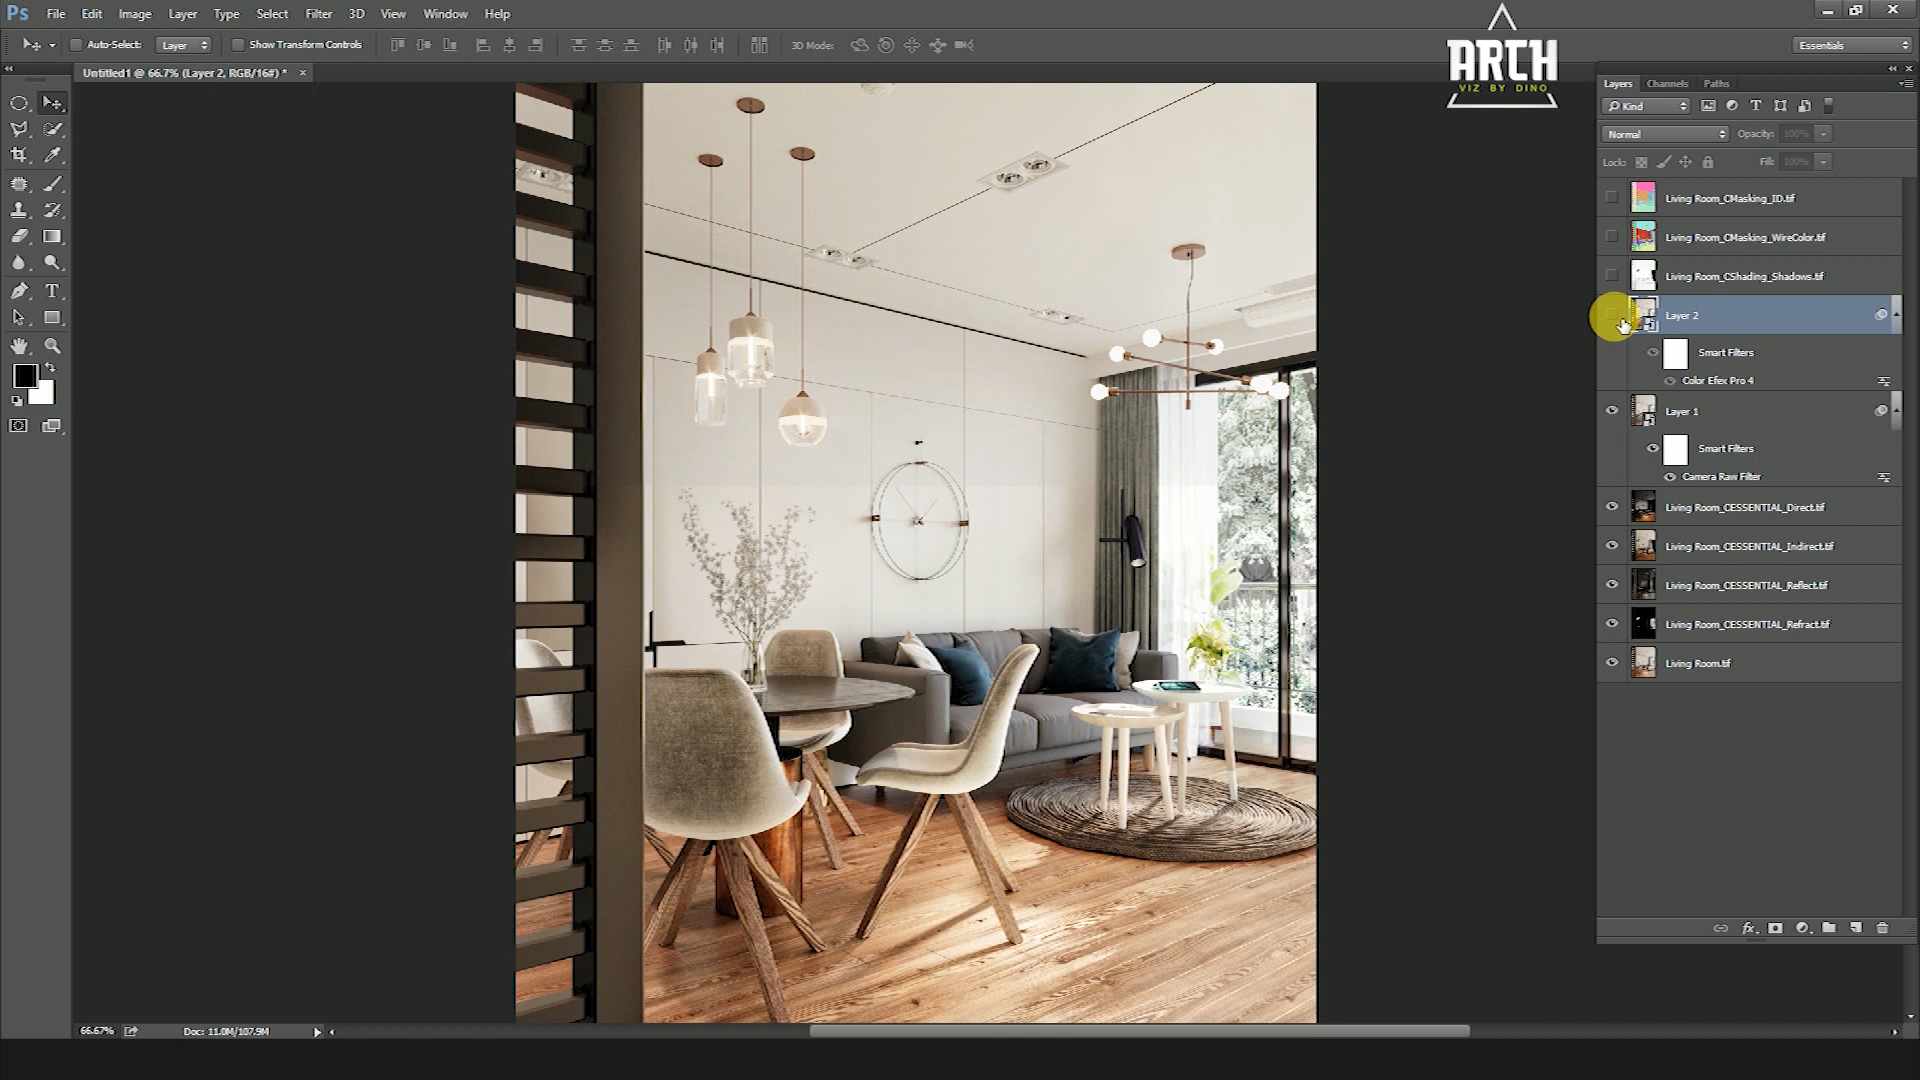 Ps File Edit Image Layer Type Select Filter 3D View Window Help
Auto-Select: Layer Show Transform Controls 3D Mode: Essentials
ARCH
VIZ BY DINO
Untitled1 @ 66.7% (Layer 2, RGB/16#) * ×
Layers Channels Paths
Kind
Normal Opacity: 100%
Lock: Fill: 100%
Living Room_CMasking_ID.tif
Living Room_CMasking_WireColor.tif
Living Room_CShading_Shadows.tif
Layer 2
Smart Filters
Color Efex Pro 4
Layer 1
Smart Filters
Camera Raw Filter
Living Room_CESSENTIAL_Direct.tif
Living Room_CESSENTIAL_Indirect.tif
Living Room_CESSENTIAL_Reflect.tif
Living Room_CESSENTIAL_Refract.tif
Living Room.tif
fx
66.67% Doc: 11.0M/107.9M